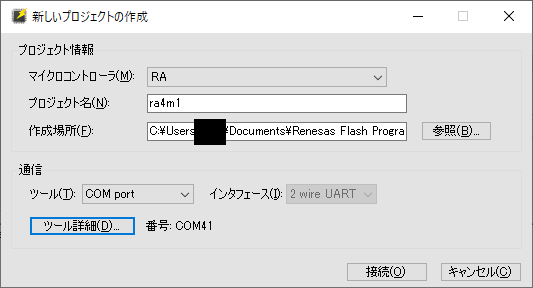 新しいプロジェクトの作成
プロジェクト情報
マイクロコントローラ(M): RA
プロジェクト名(N): ra4m1
作成場所(F): C:¥Users ¥Documents¥Renesas Flash Progra 参照(B)...
通信
ツール(T): COM port インタフェース(I): 2 wire UART
ツール詳細(D)... 番号: COM41
接続(O) キャンセル(C)